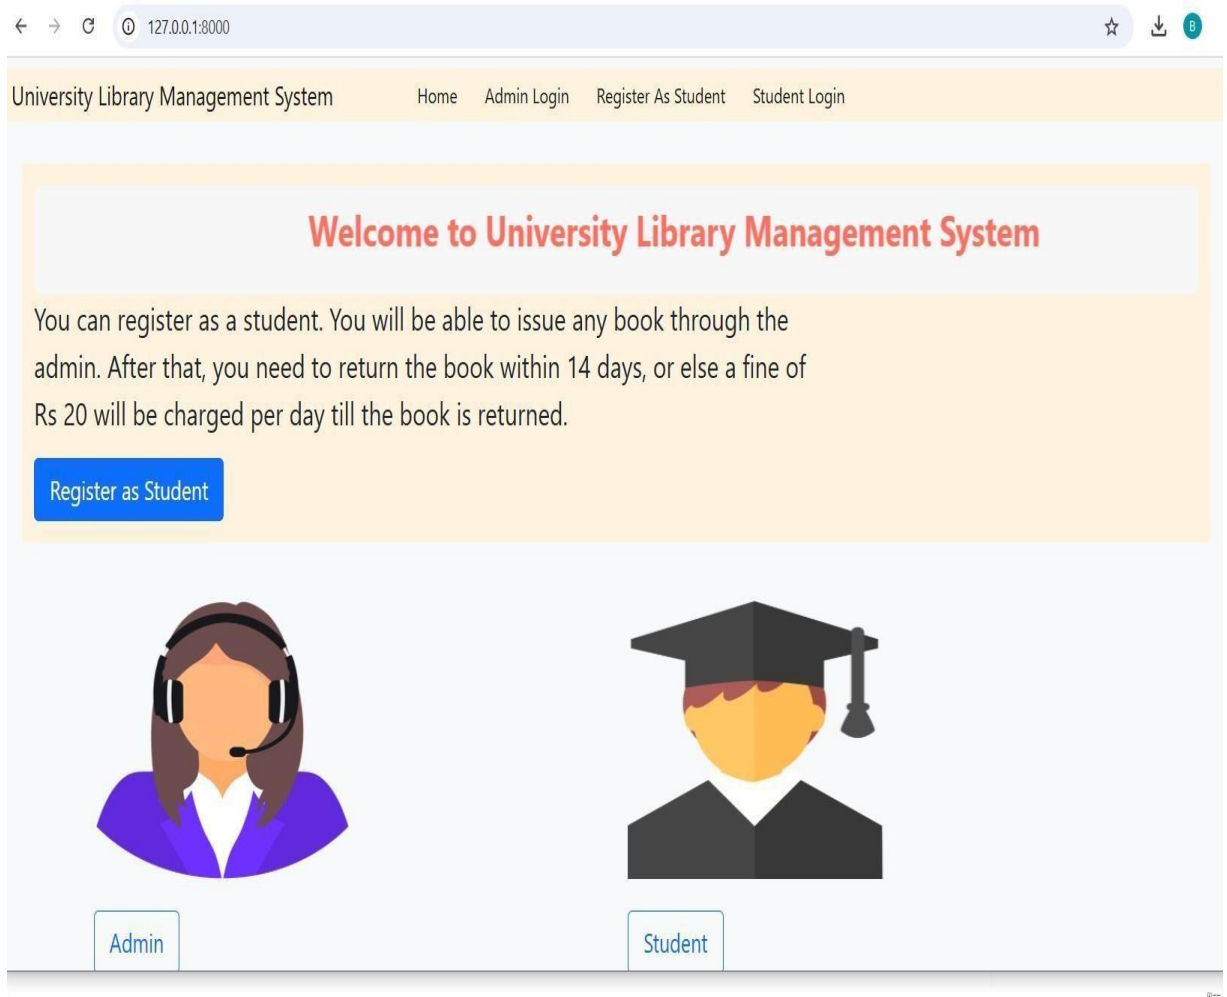 127.0.0.1:8000
B
University Library Management System Home Admin Login Register As Student Student Login
Welcome to University Library Management System
You can register as a student. You will be able to issue any book through the
admin. After that, you need to return the book within 14 days, or else a fine of
Rs 20 will be charged per day till the book is returned.
Register as Student
Admin Student